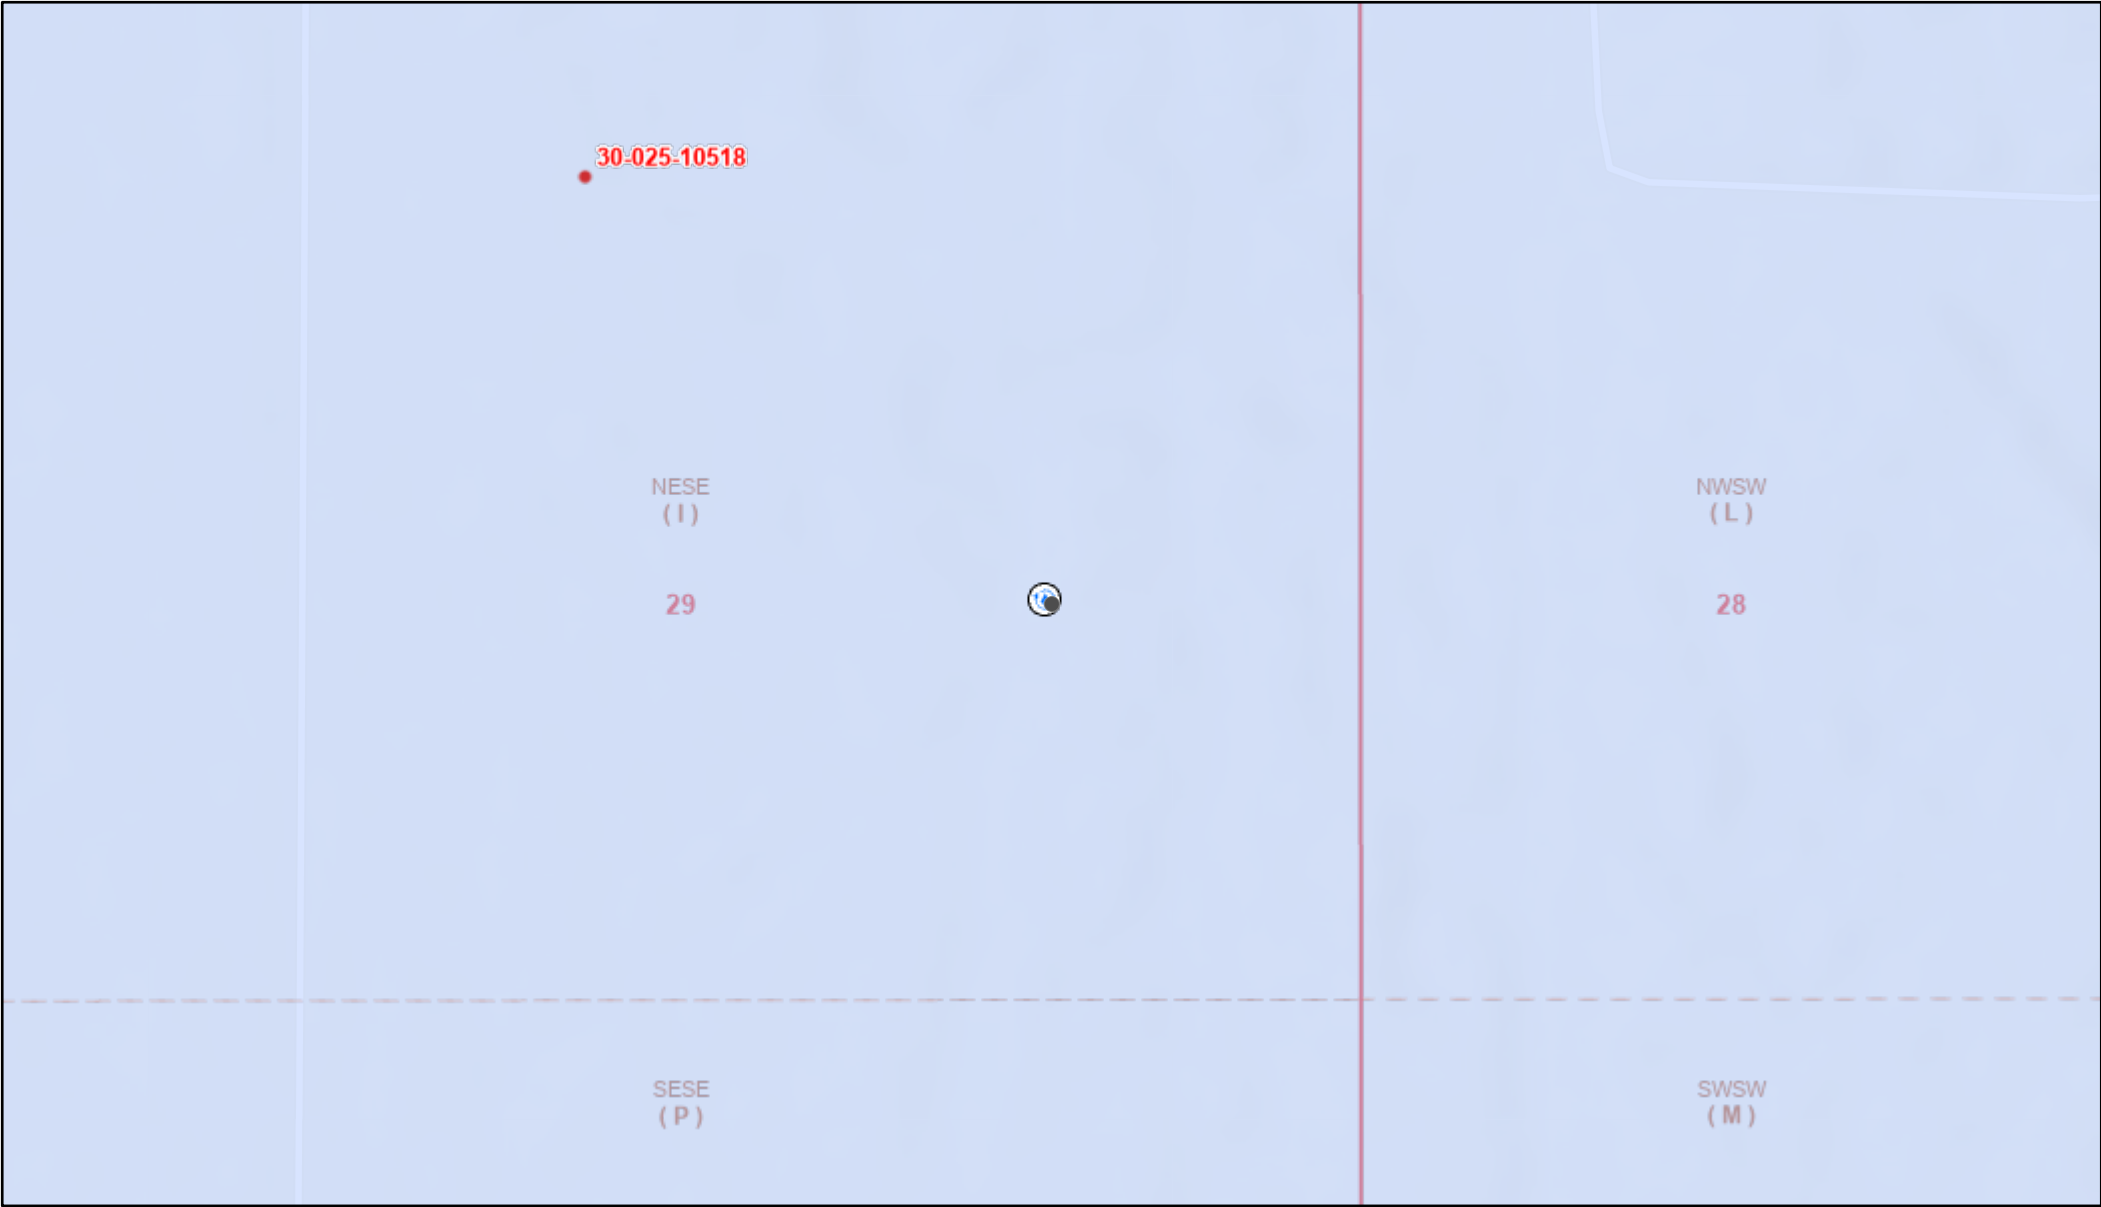 30-025-10518
NESE
( I )
NWSW
( L )
29
28
SESE
( P )
SWSW
( M )